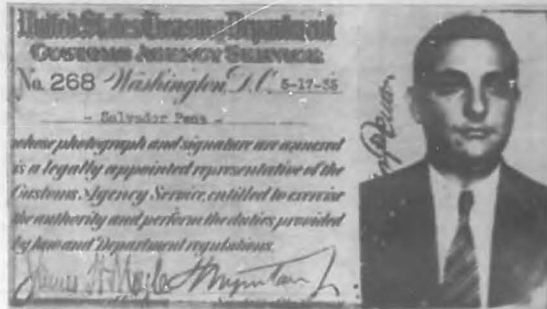 United States Treasury Department
CUSTOMS AGENCY SERVICE
No. 268 Washington, D.C. 5-17-35
- Salvador Pena -
whose photograph and signature are annexed
is a legally appointed representative of the
Customs Agency Service, entitled to exercise
the authority and perform the duties provided
by law and Department regulations.